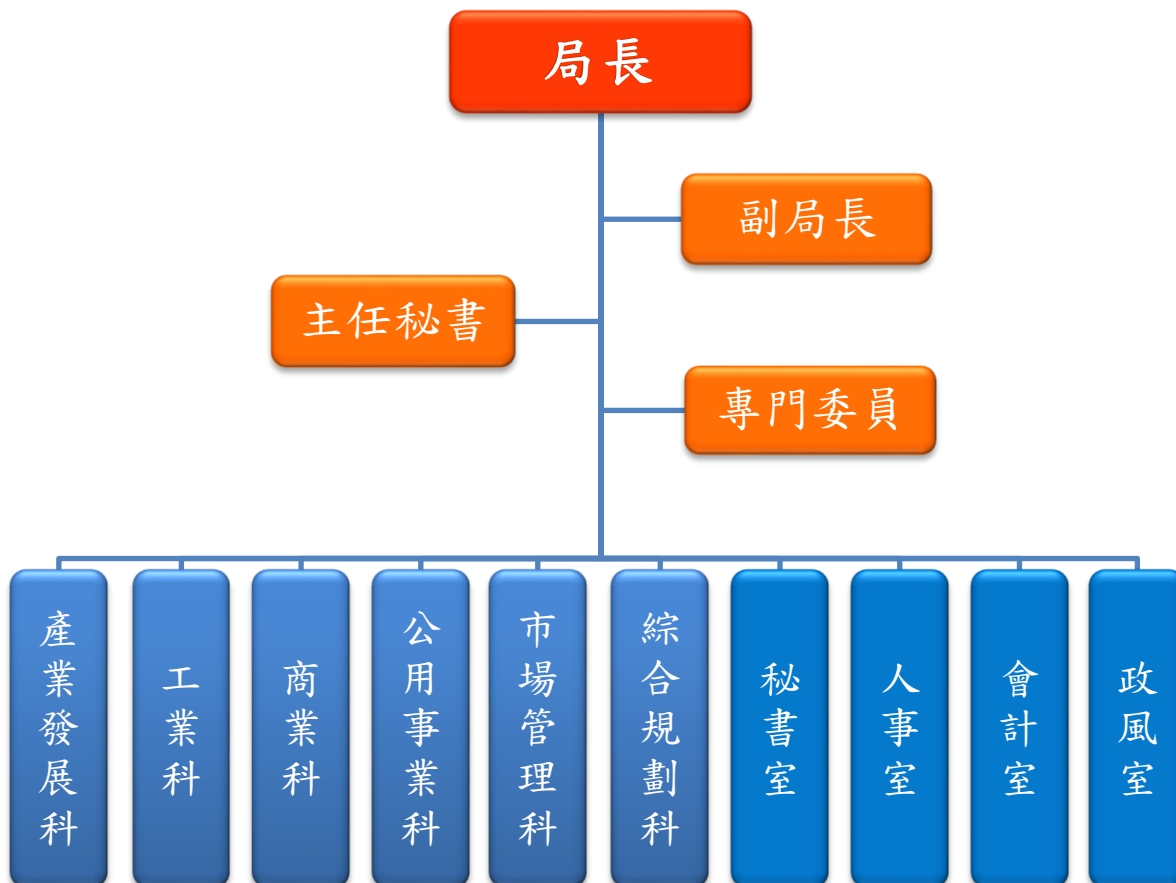 局長
副局長
主任秘書
專門委員
產業發展科
工業科
商業科
公用事業科
市場管理科
綜合規劃科
秘書室
人事室
會計室
政風室